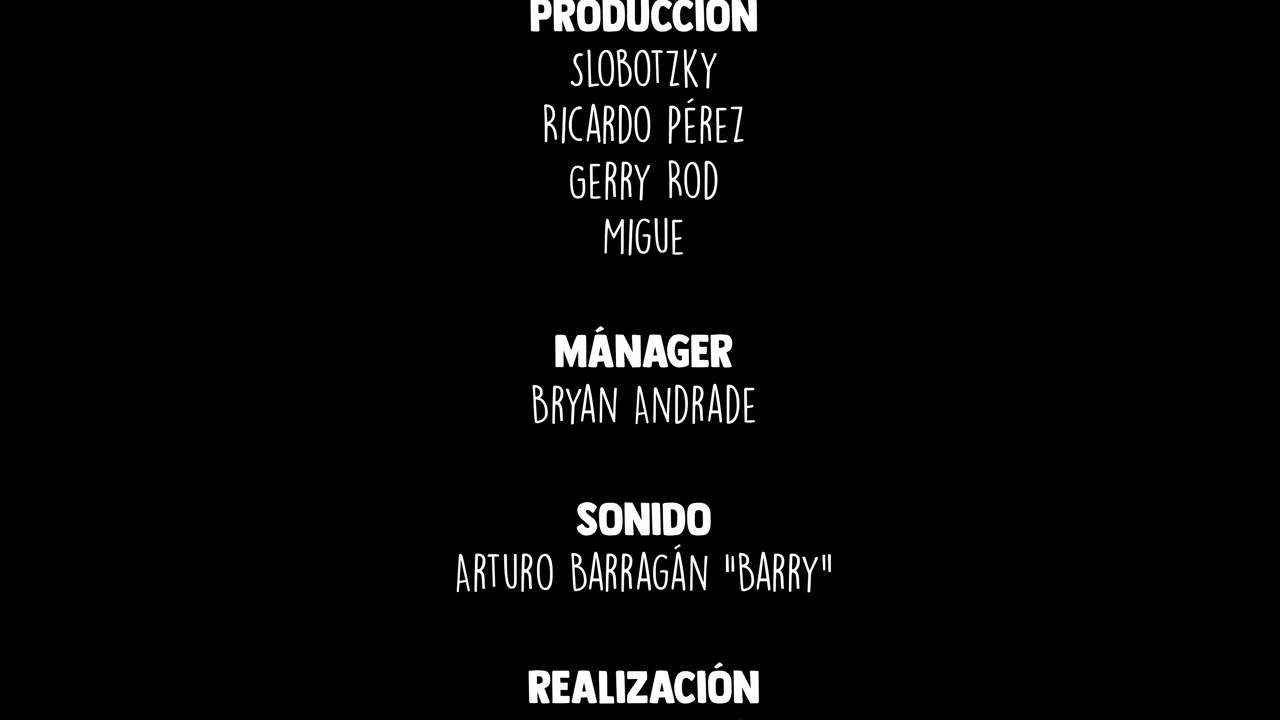 PRODUCCIÓN
SLOBOTZKY
RICARDO PÉREZ
GERRY ROD
MIGUE
MÁNAGER
BRYAN ANDRADE
SONIDO
ARTURO BARRAGÁN "BARRY"
REALIZACIÓN